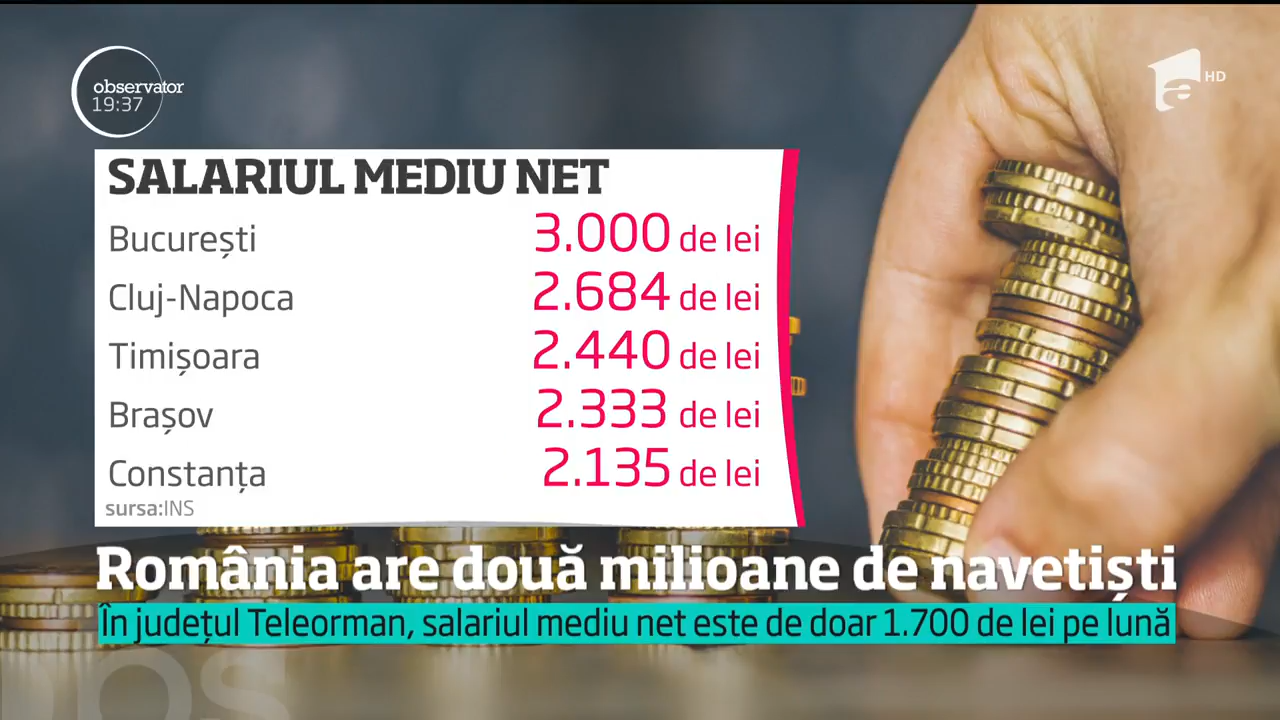 observator
19:37
HD
SALARIUL MEDIU NET
București 3.000 de lei
Cluj-Napoca 2.684 de lei
Timișoara 2.440 de lei
Brașov 2.333 de lei
Constanța 2.135 de lei
sursa:INS
România are două milioane de navetiști
În județul Teleorman, salariul mediu net este de doar 1.700 de lei pe lună